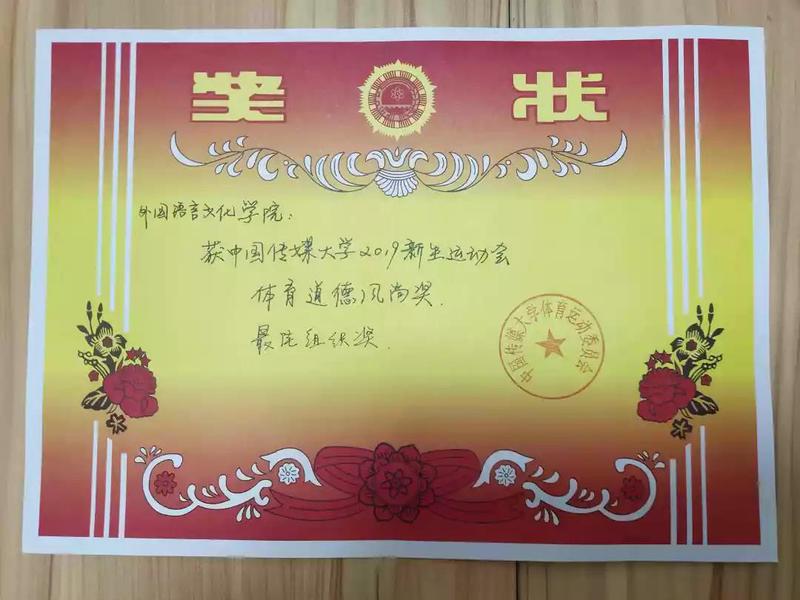 奖 状
外国语言文化学院：
获中国传媒大学2019新生运动会
体育道德风尚奖.
最佳组织奖.
中国传媒大学体育运动委员会